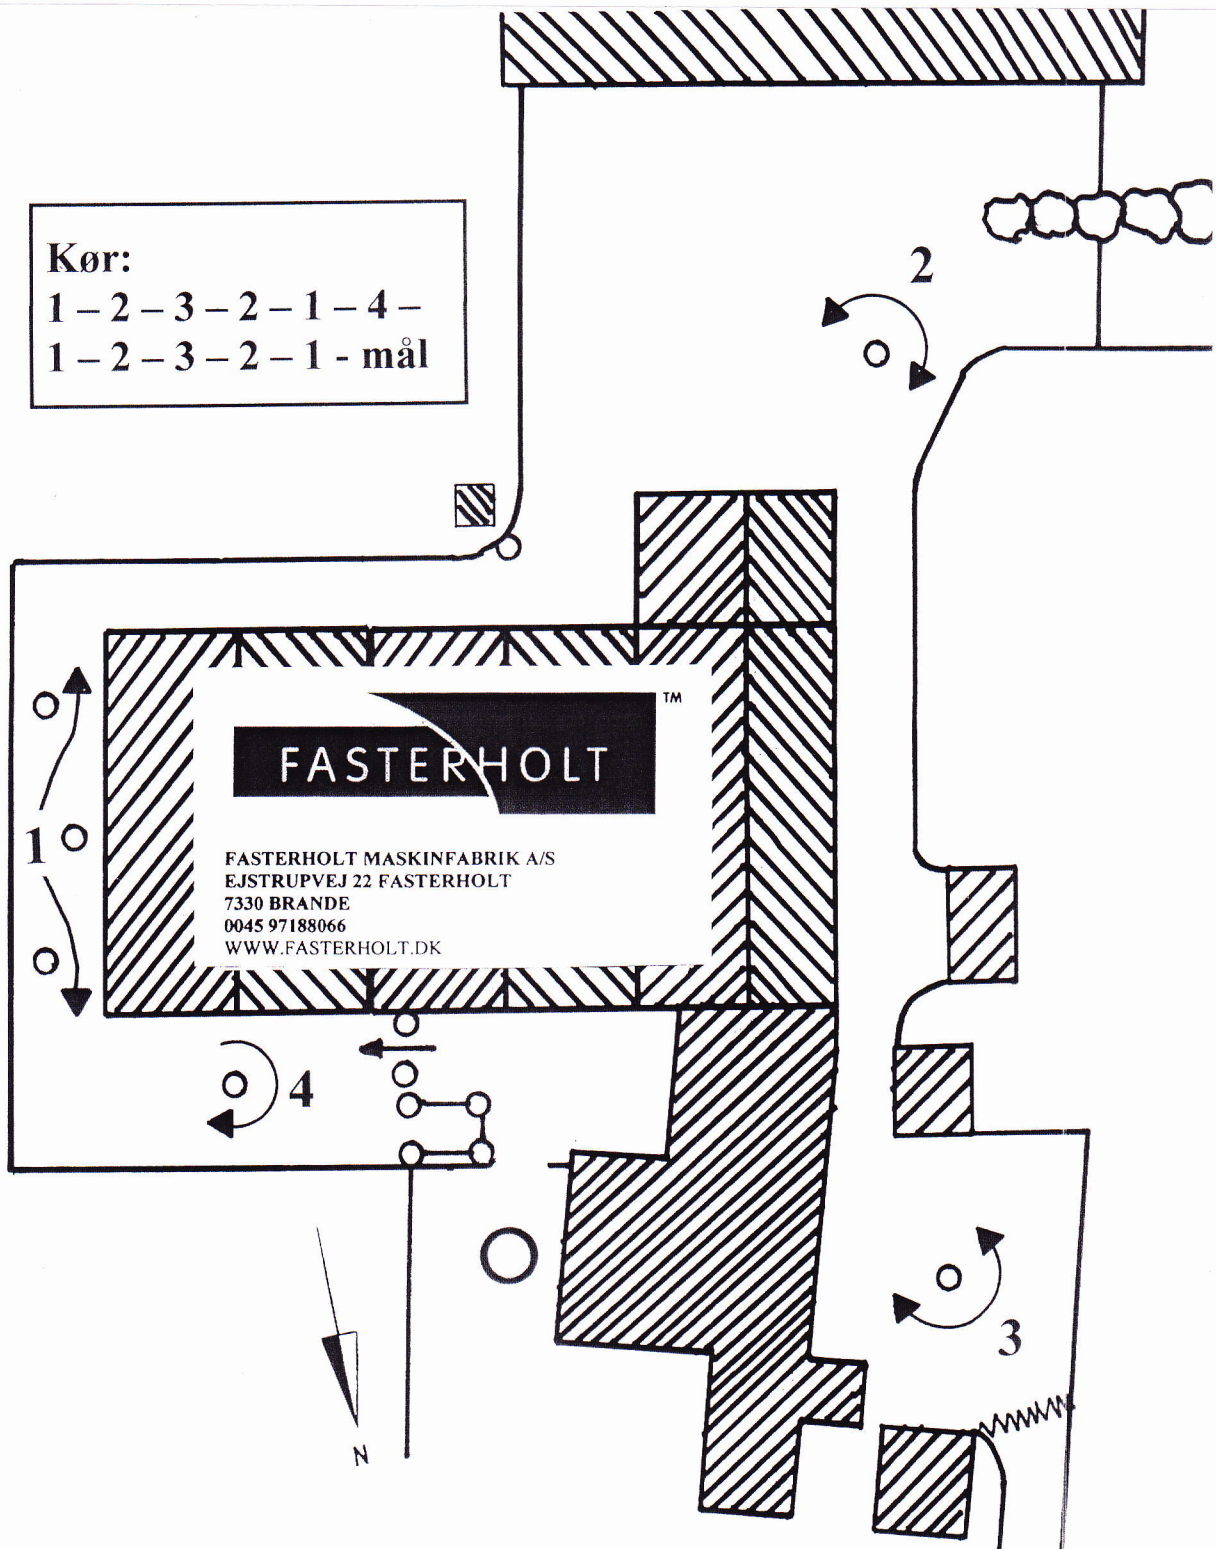 Kør:
1 – 2 – 3 – 2 – 1 – 4 –
1 – 2 – 3 – 2 – 1 - mål
2
FASTERHOLT
TM
1
FASTERHOLT MASKINFABRIK A/S
EJSTRUPVEJ 22 FASTERHOLT
7330 BRANDE
0045 97188066
WWW.FASTERHOLT.DK
4
3
N